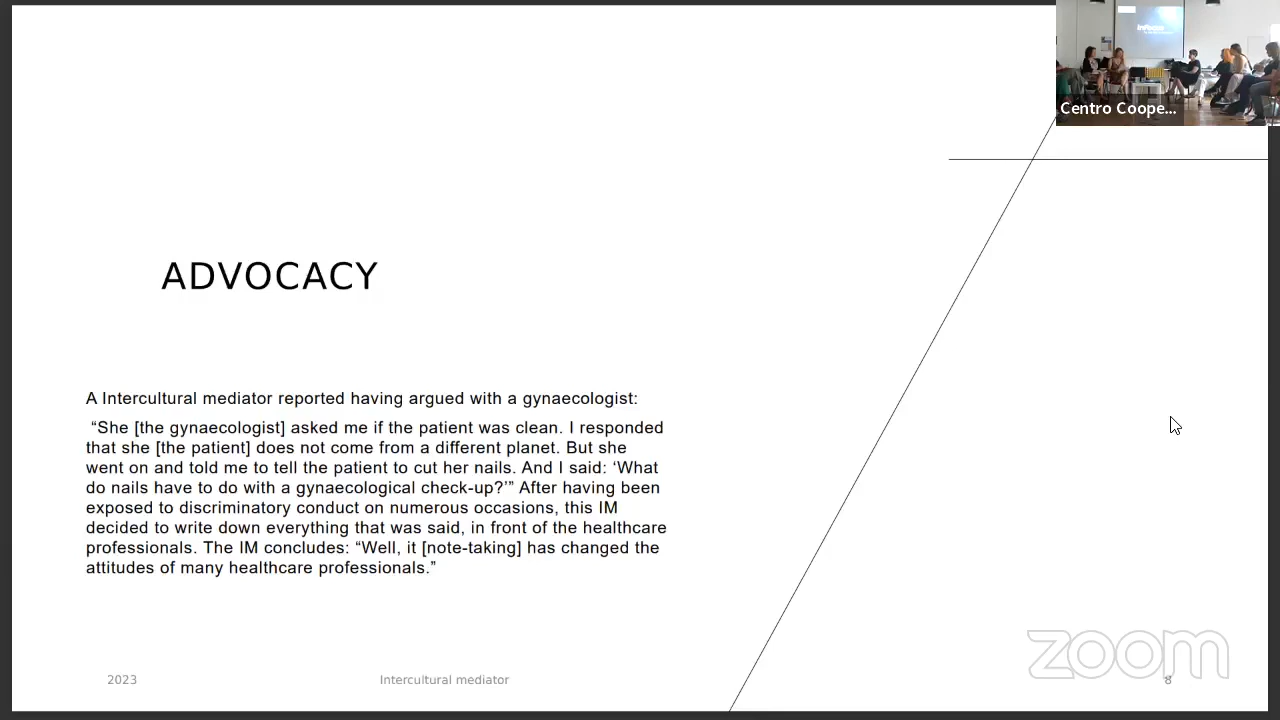 Centro Coope...
ADVOCACY
A Intercultural mediator reported having argued with a gynaecologist:
“She [the gynaecologist] asked me if the patient was clean. I responded
that she [the patient] does not come from a different planet. But she
went on and told me to tell the patient to cut her nails. And I said: ‘What
do nails have to do with a gynaecological check-up?’” After having been
exposed to discriminatory conduct on numerous occasions, this IM
decided to write down everything that was said, in front of the healthcare
professionals. The IM concludes: “Well, it [note-taking] has changed the
attitudes of many healthcare professionals.”
zoom
2023
Intercultural mediator
8